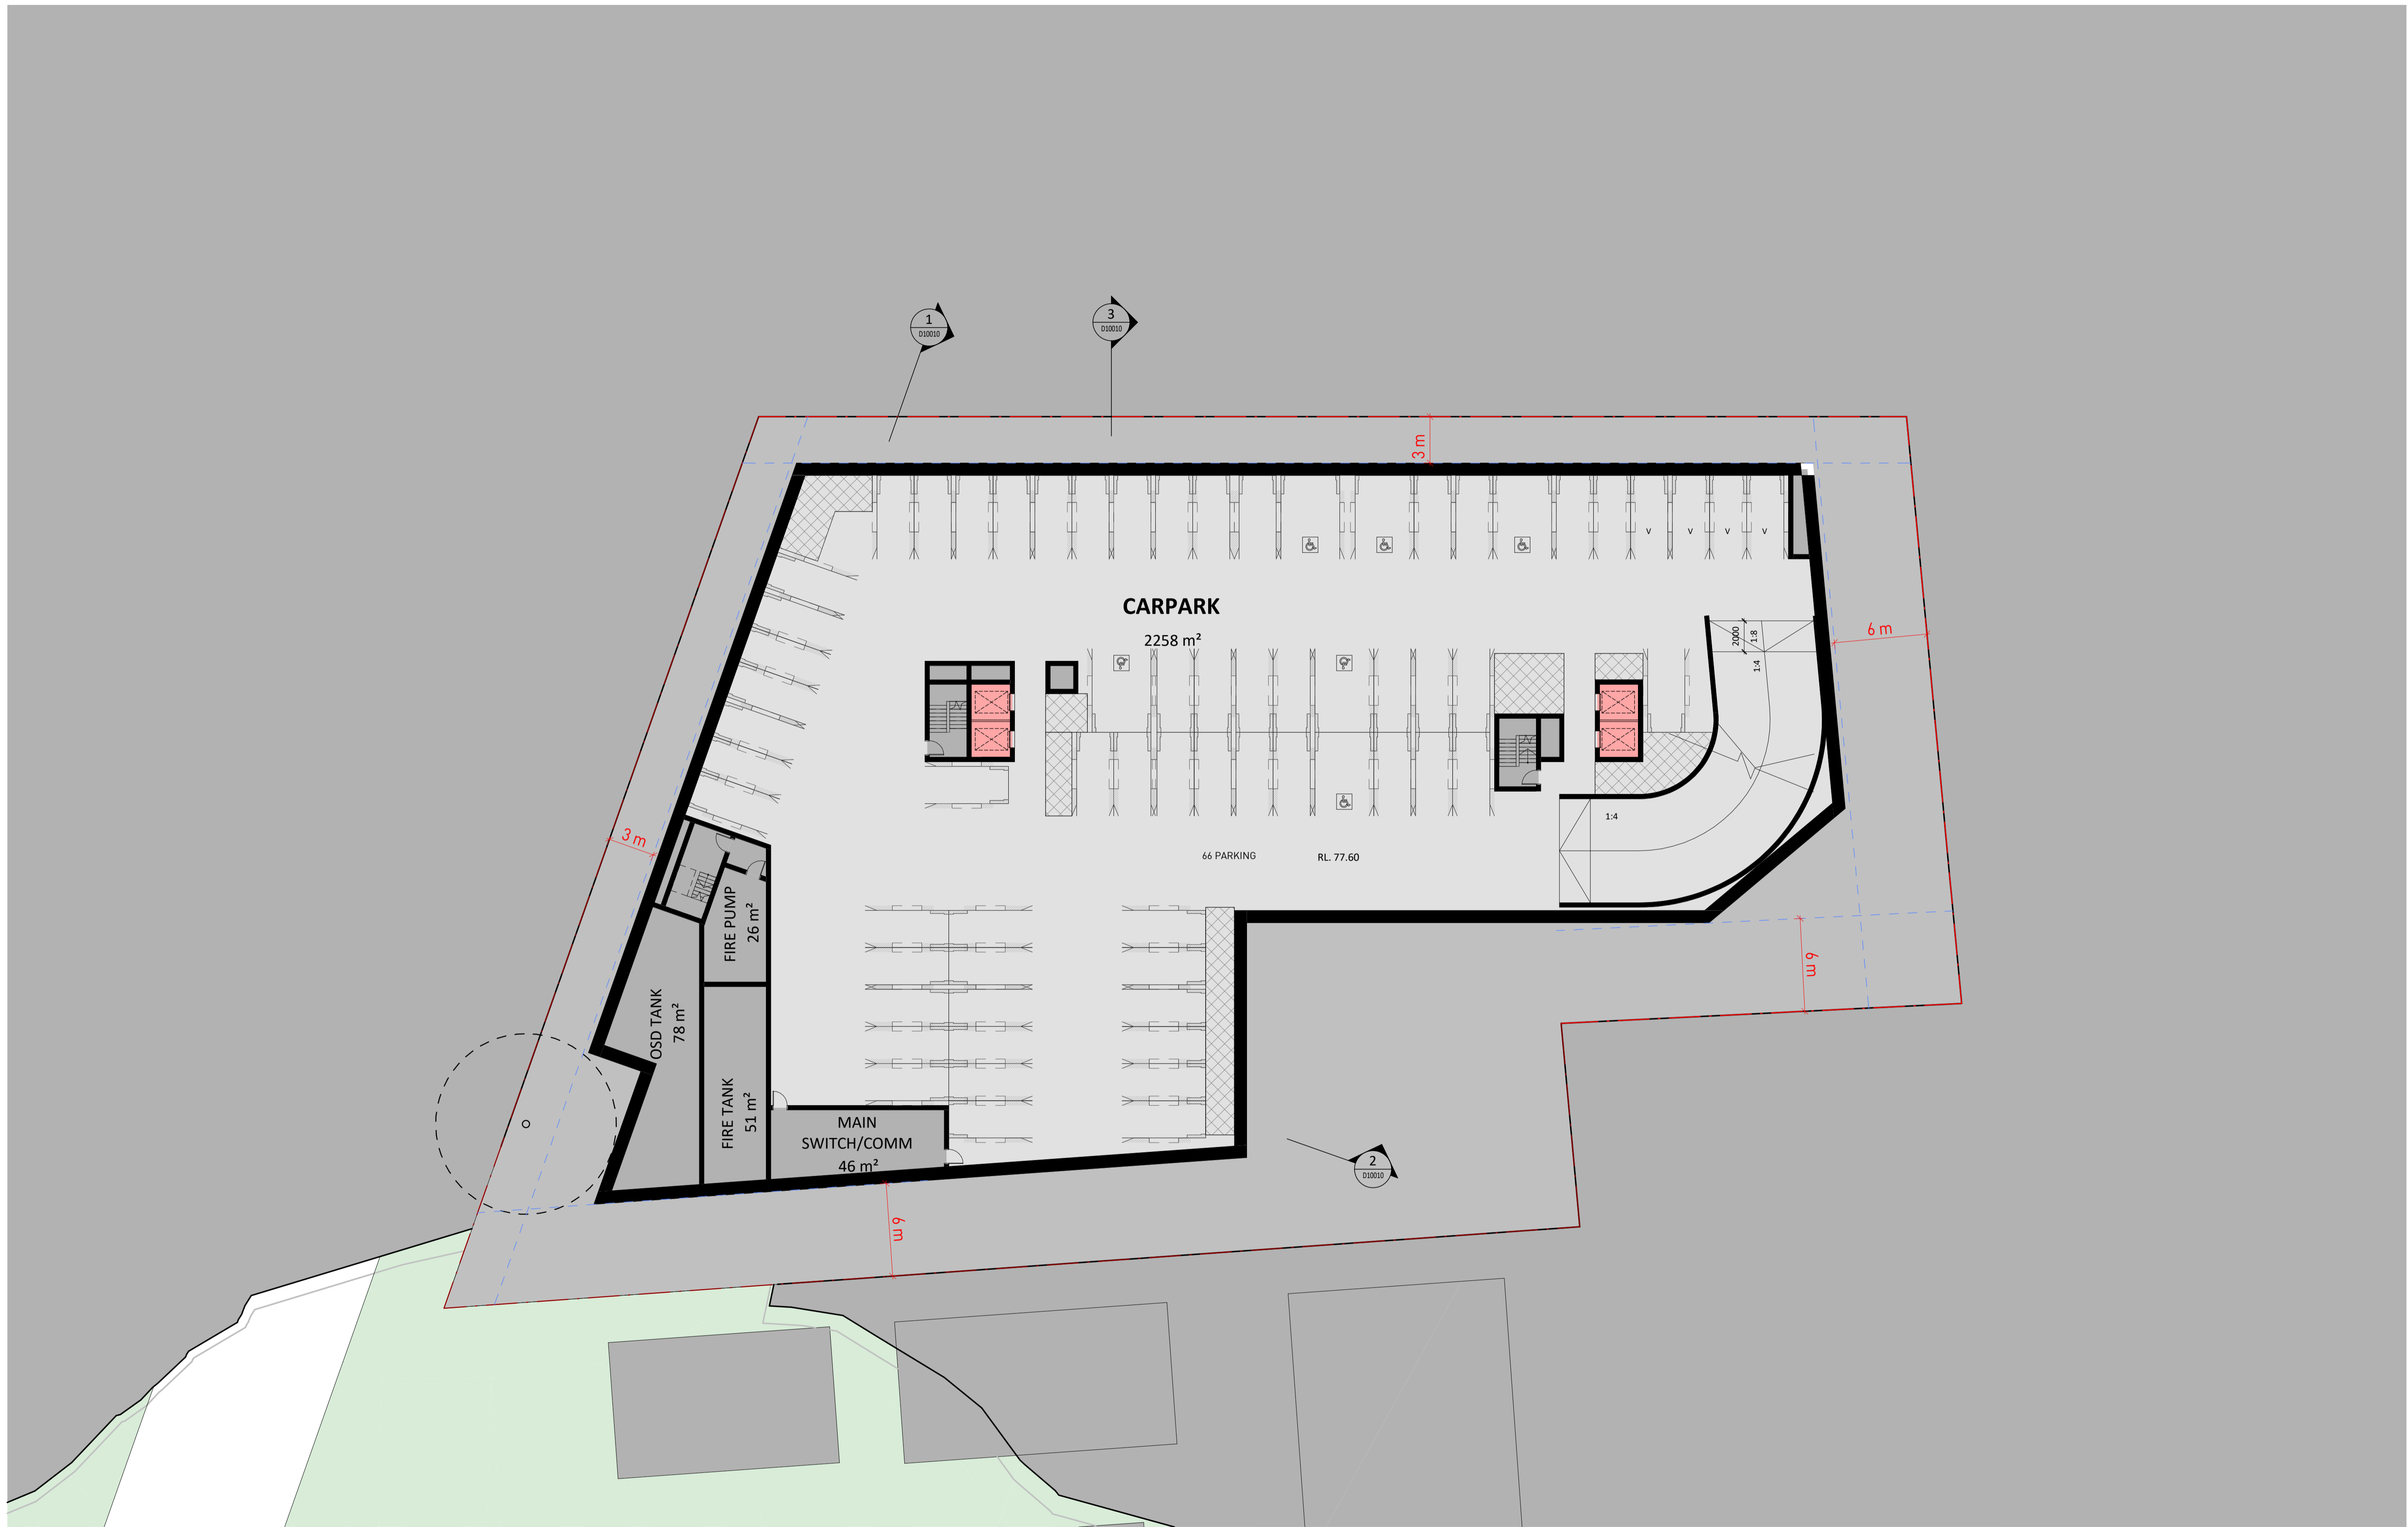 1
D10010
3
D10010
3 m
V V V V
CARPARK
2258 m²
2000
1:8
1:4
6 m
1:4
3 m
66 PARKING
RL. 77.60
FIRE PUMP
26 m²
6 m
OSD TANK
78 m²
FIRE TANK
51 m²
MAIN
SWITCH/COMM
46 m²
2
D10010
6 m